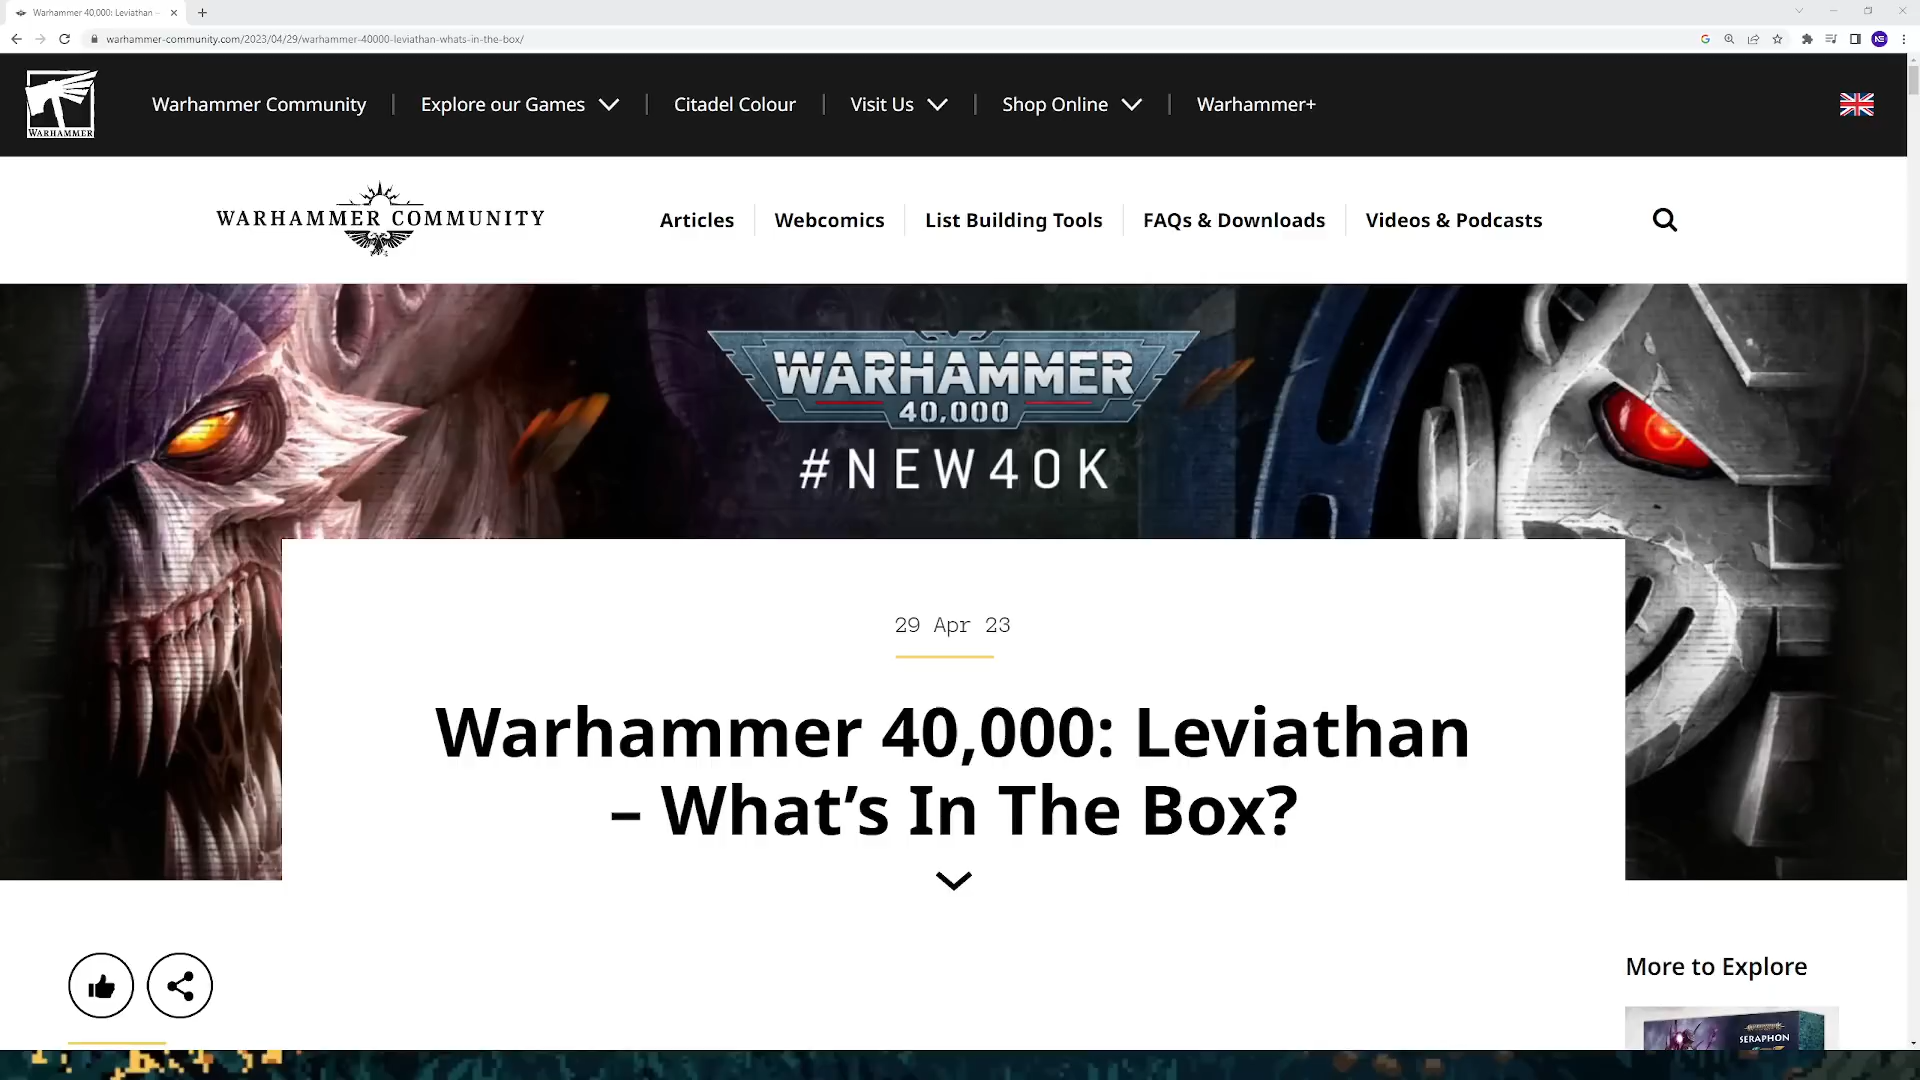 Warhammer 40,000: Leviathan –
warhammer-community.com/2023/04/29/warhammer-40000-leviathan-whats-in-the-box/
NE
WARHAMMER
Warhammer Community
Explore our Games
Citadel Colour
Visit Us
Shop Online
Warhammer+
WARHAMMER COMMUNITY
Articles
Webcomics
List Building Tools
FAQs & Downloads
Videos & Podcasts
WARHAMMER
40,000
#NEW40K
29 Apr 23
Warhammer 40,000: Leviathan
– What’s In The Box?
More to Explore
SERAPHON